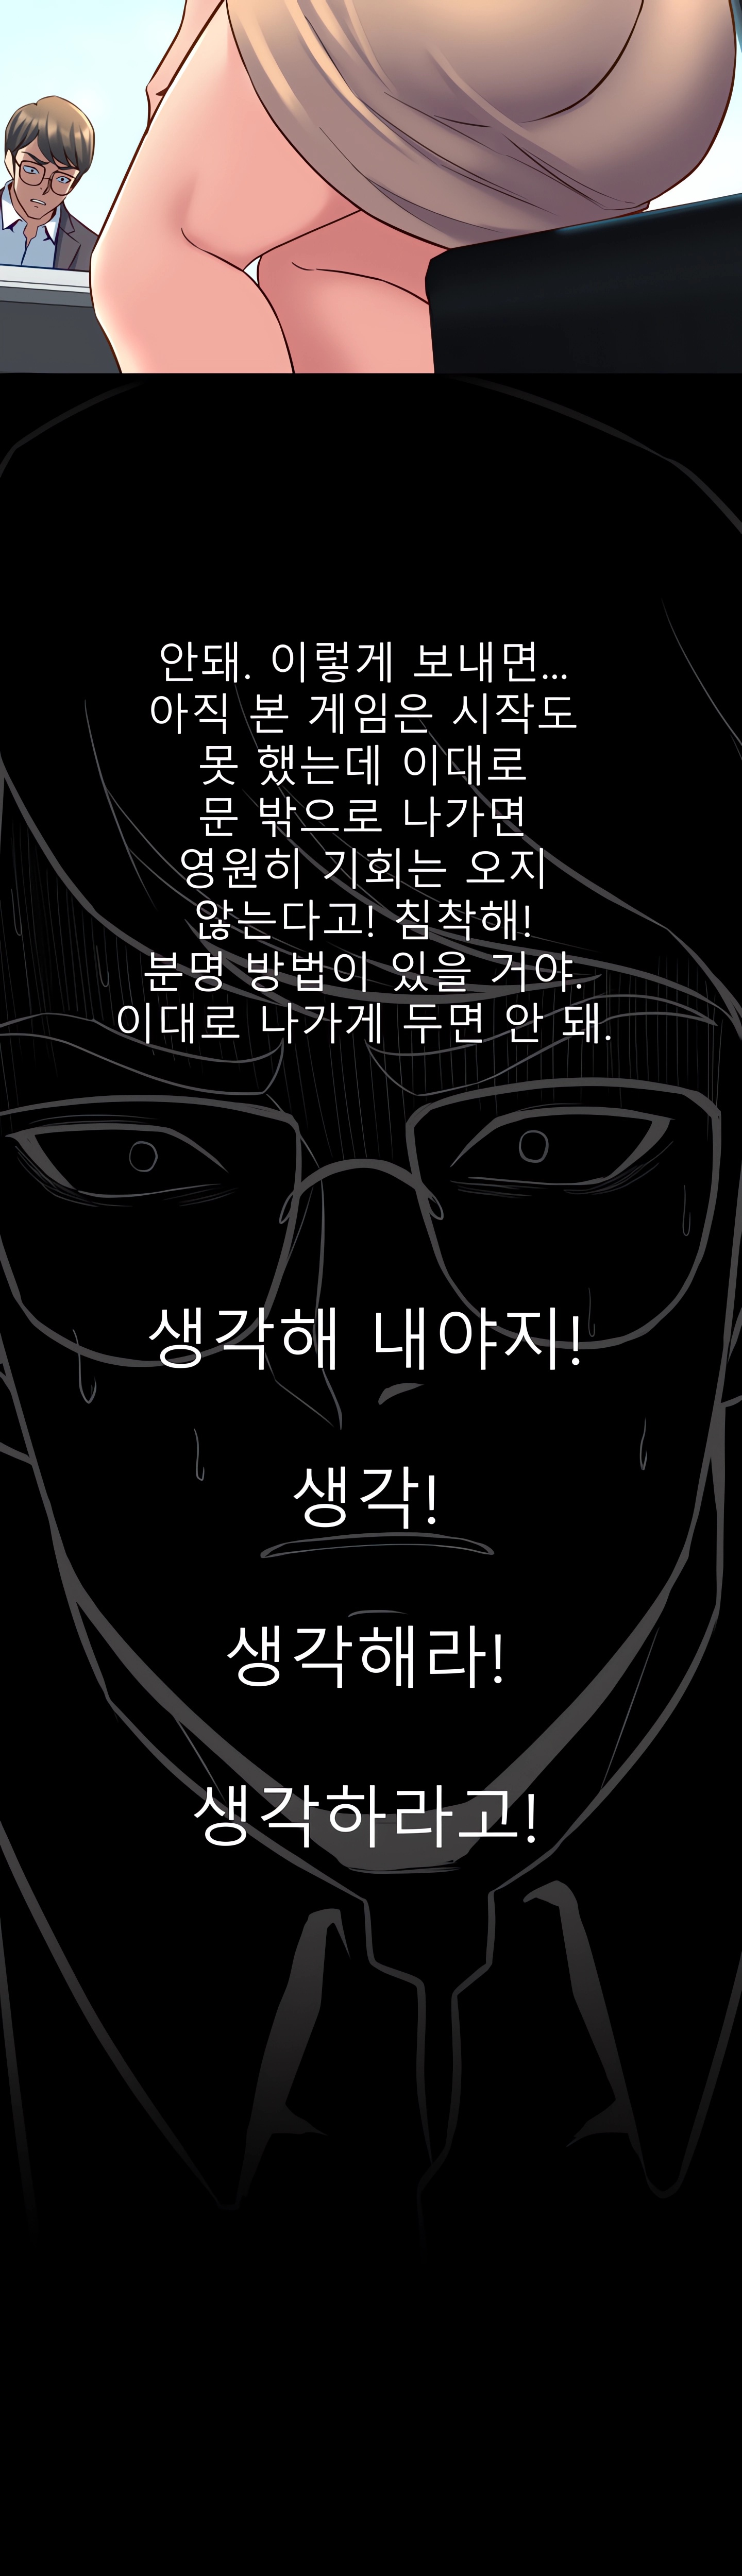 안돼. 이렇게 보내면...
아직 본 게임은 시작도
못 했는데 이대로
문 밖으로 나가면
영원히 기회는 오지
않는다고! 침착해!
분명 방법이 있을 거야.
이대로 나가게 두면 안 돼.
생각해 내야지!
생각!
생각해라!
생각하라고!